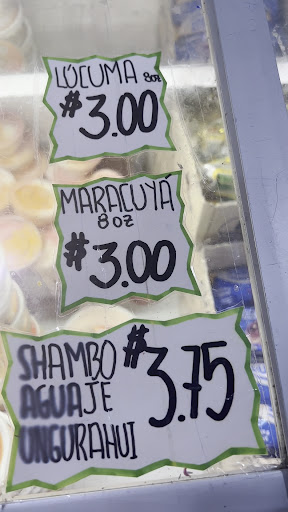 LÚCUMA 8oz
$3.00
MARACUYÁ
8oz
$3.00
SHAMBO $3.75
AGUAJE
UNGURAHUI